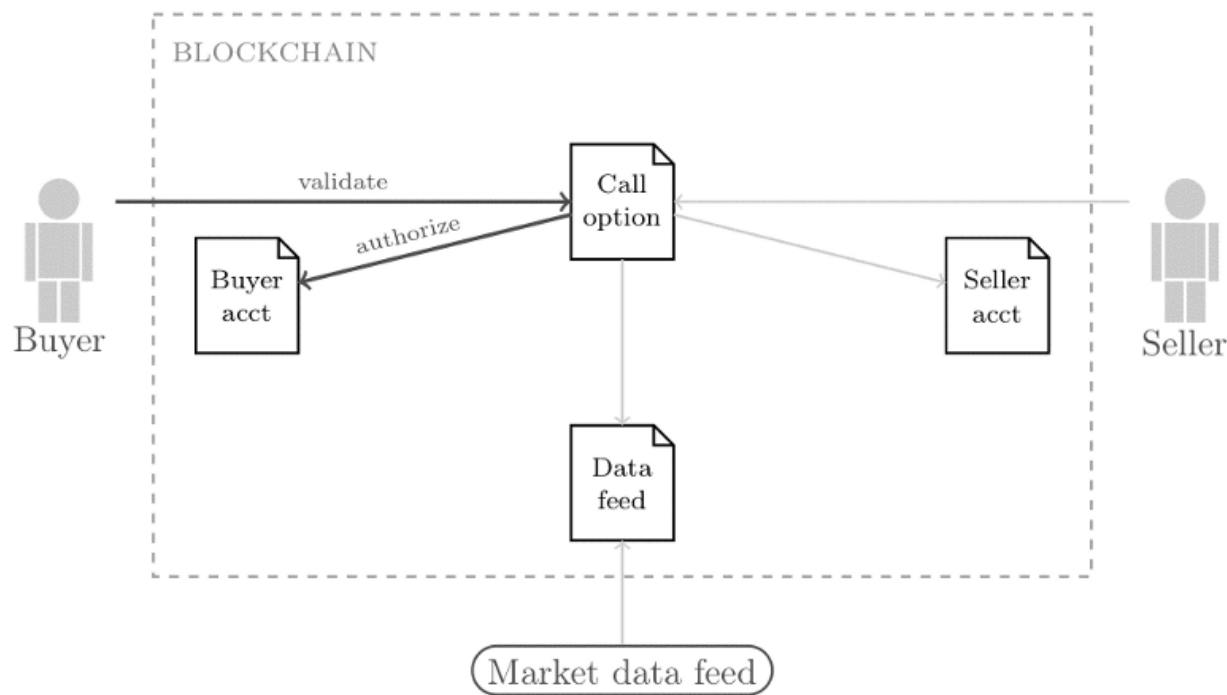 BLOCKCHAIN
validate
Call
option
authorize
Buyer
acct
Seller
acct
Buyer
Seller
Data
feed
Market data feed